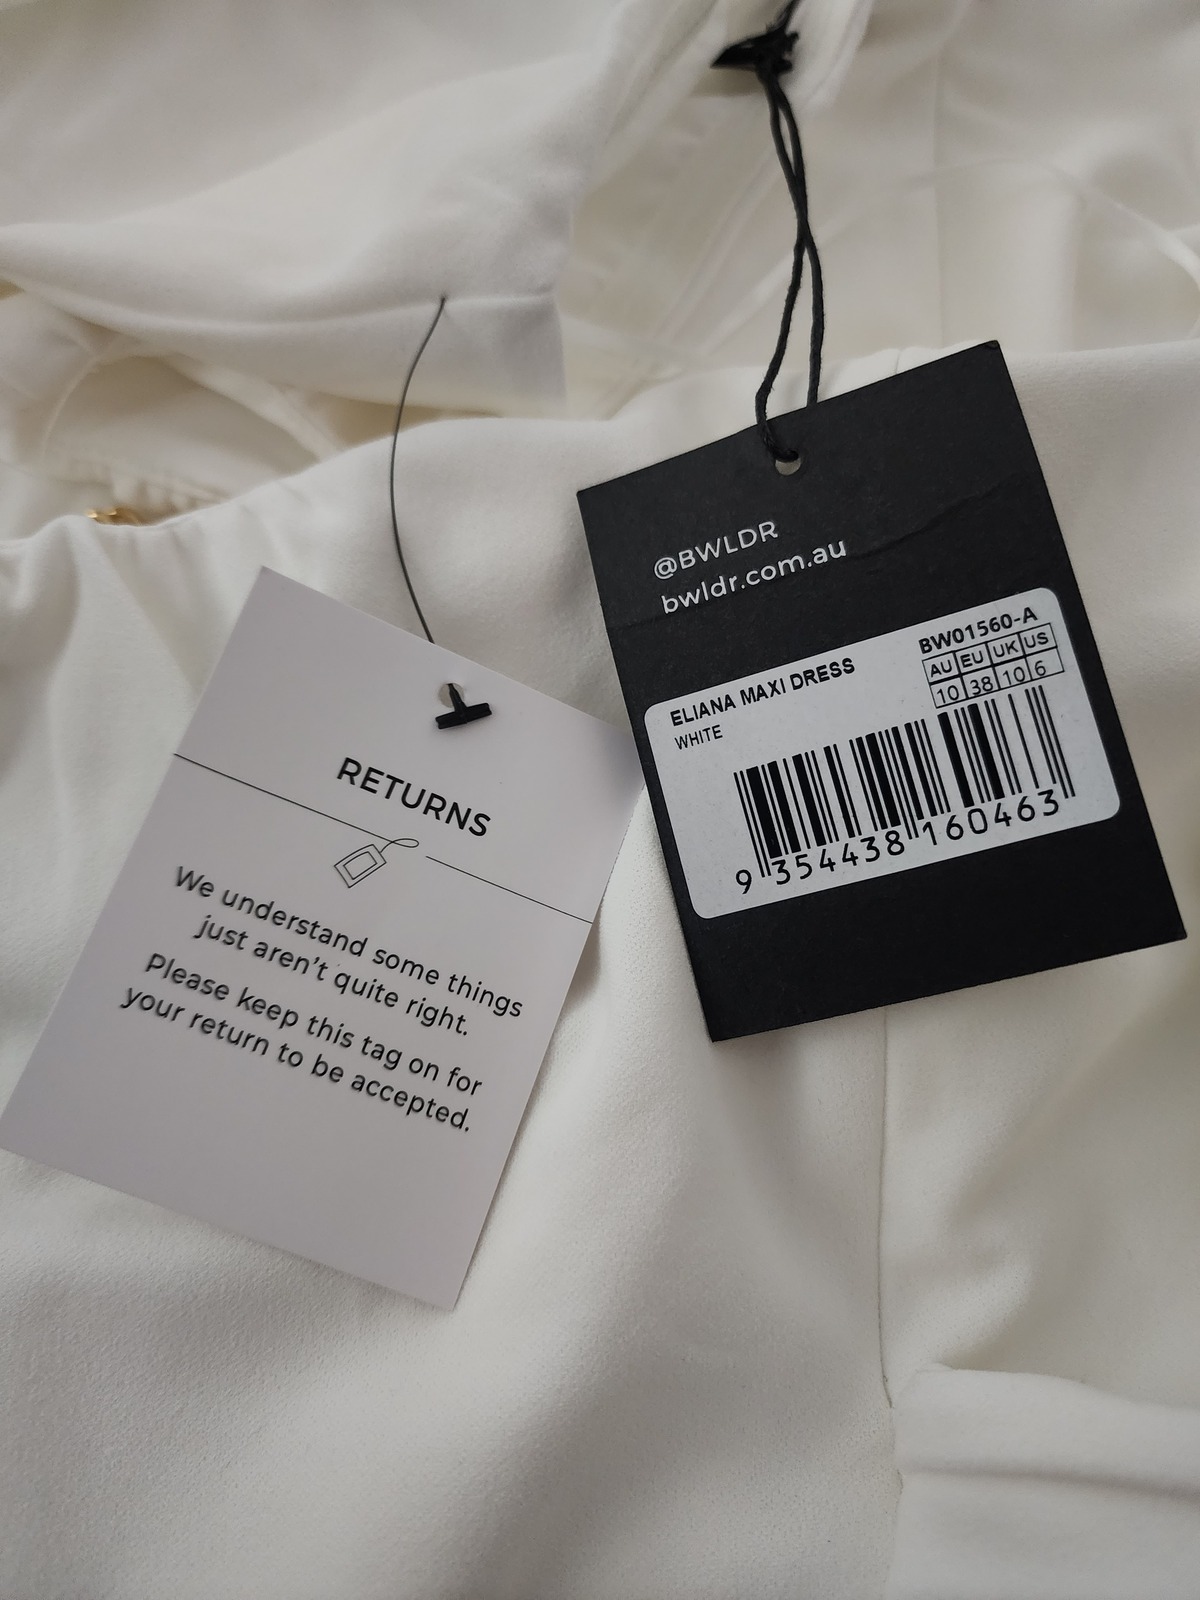 @BWLDR
bwldr.com.au
BW01560-A
ELIANA MAXI DRESS
AU EU UK US
WHITE
10 38 10 6
9 354438 160463
RETURNS
We understand some things
just aren't quite right.
Please keep this tag on for
your return to be accepted.